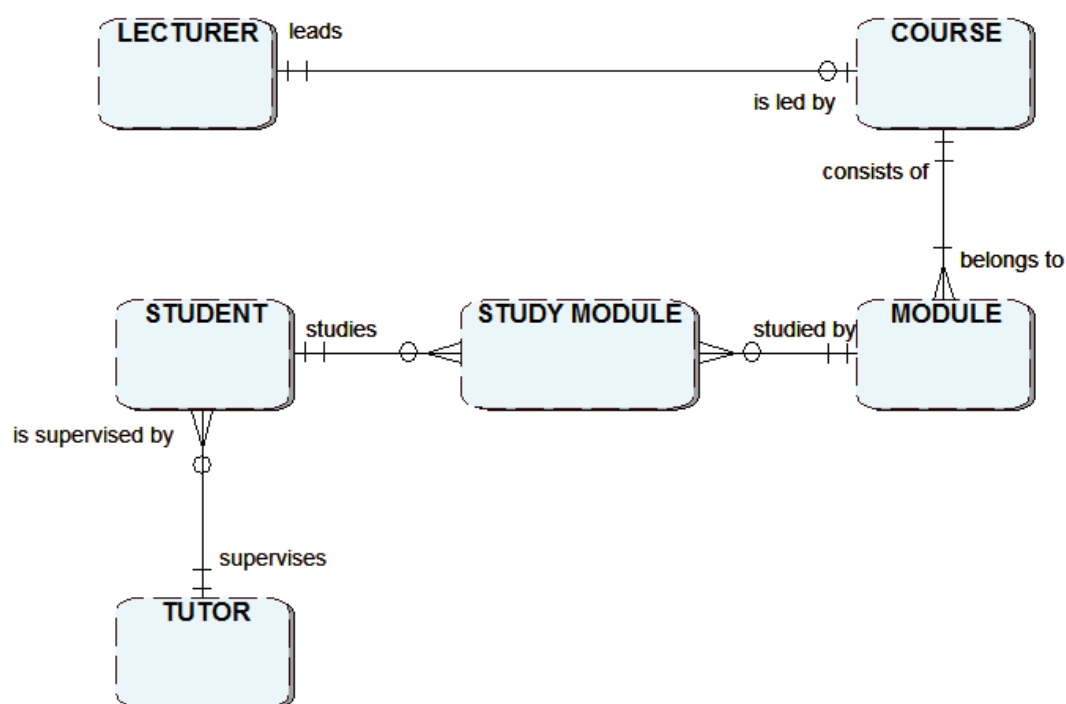 LECTURER
leads
COURSE
is led by
consists of
belongs to
STUDENT
studies
STUDY MODULE
studied by
MODULE
is supervised by
supervises
TUTOR